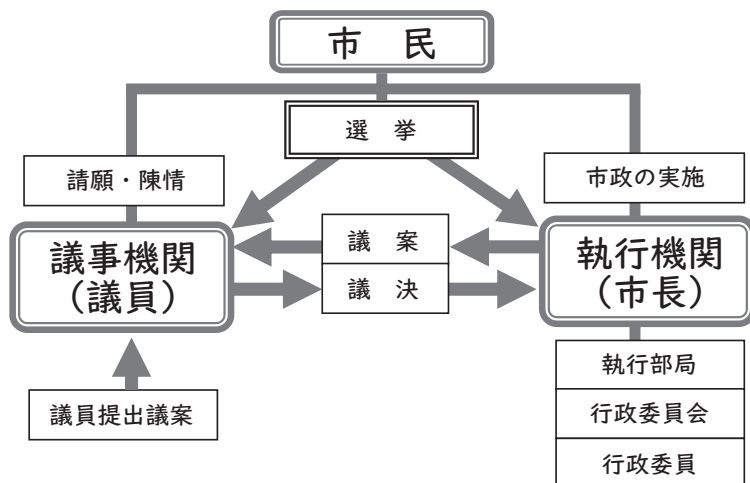 市　民
選　挙
請願・陳情
市政の実施
議事機関
（議員）
議　案
議　決
執行機関
（市長）
議員提出議案
執行部局
行政委員会
行政委員